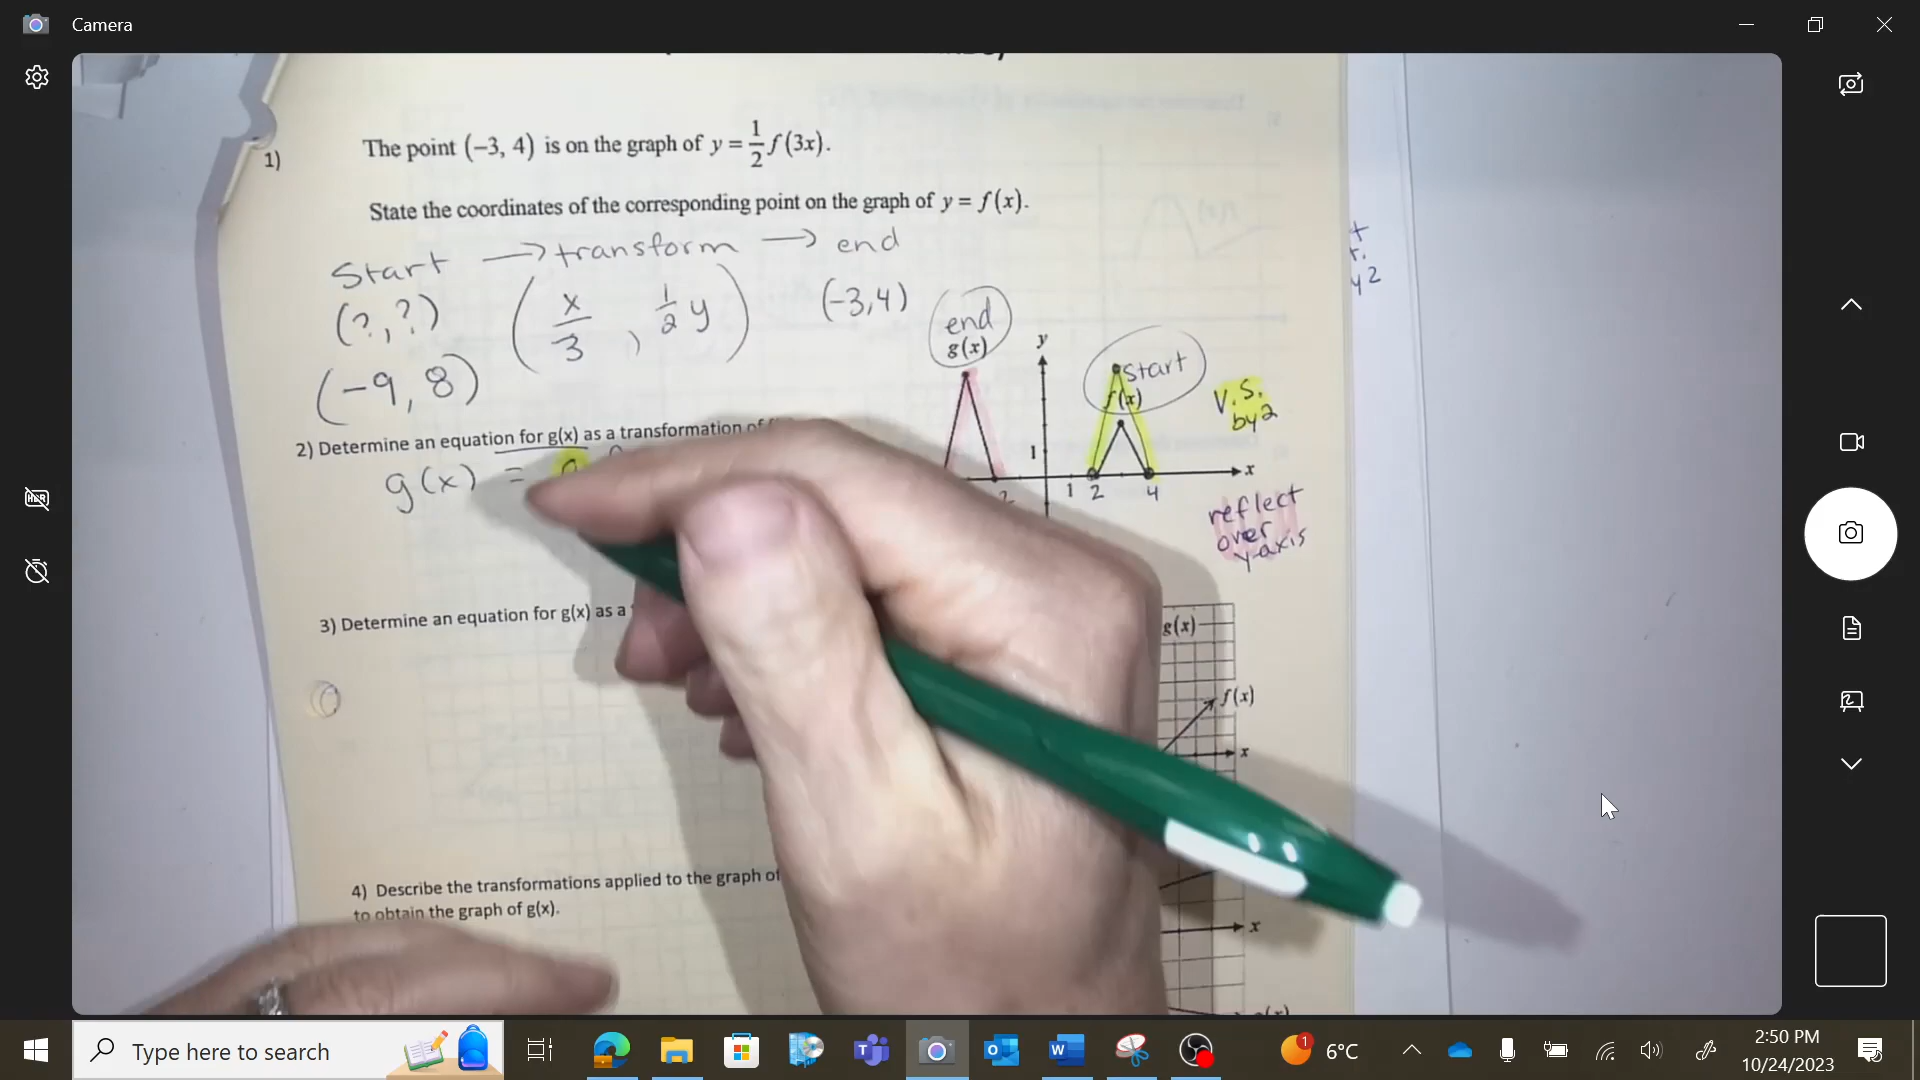 Camera
1)
The point (−3, 4) is on the graph of y = 1/2 f(3x).
State the coordinates of the corresponding point on the graph of y = f(x).
Start → transform → end
(?, ?) (x/3, 1/2 y) (-3,4)
(-9, 8)
end
g(x)
y
Start
f(x)
V.S.
by 2
1
x
1 2 4
reflect
over
y-axis
2) Determine an equation for g(x) as a transformation of
g(x) =
3) Determine an equation for g(x) as a
g(x)
f(x)
x
4) Describe the transformations applied to the graph of
to obtain the graph of g(x).
x
Type here to search
1
6°C
2:50 PM
10/24/2023